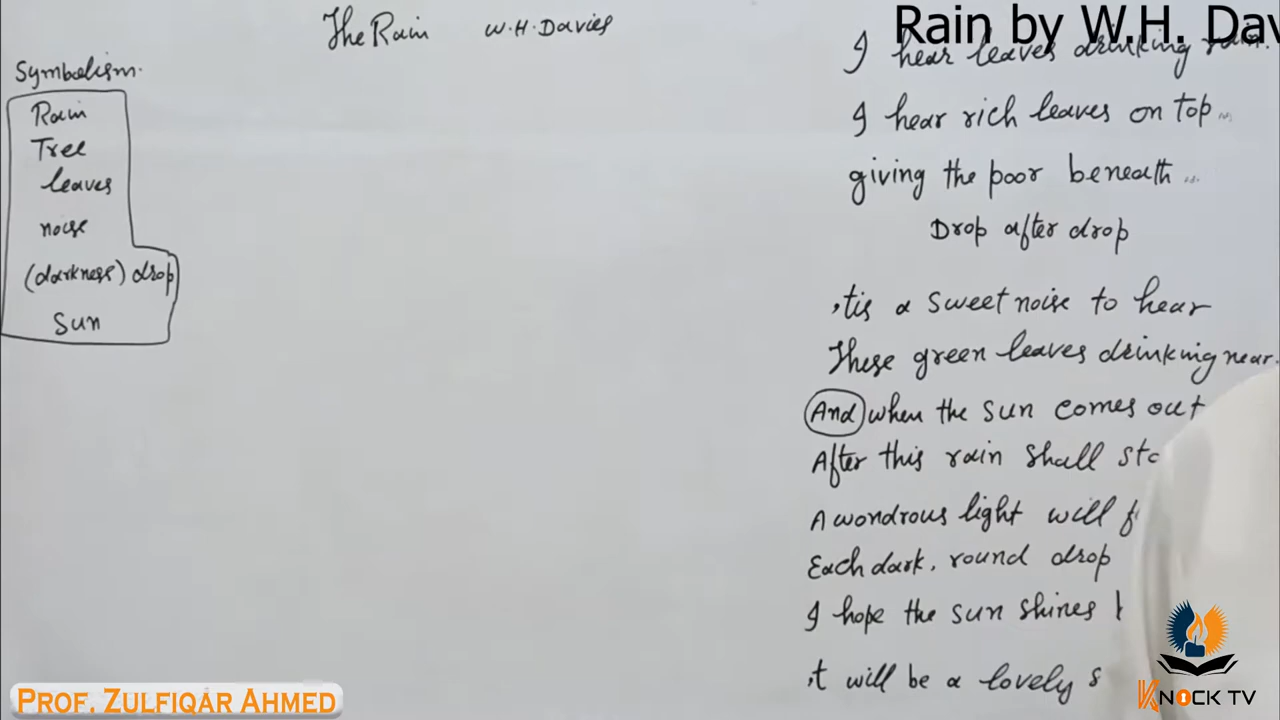 The Rain W.H.Davies
Rain by W.H. Dav
Symbolism.
Rain
Tree
leaves
noise
(darkness) drop
Sun
I hear leaves drinking rain.
I hear rich leaves on top..
giving the poor beneath ...
Drop after drop
,tis a sweet noise to hear
These green leaves drinking near.
And when the sun comes out
After this rain shall sto
A wondrous light will f
Each dark, round drop
I hope the sun shines
,t will be a lovely s
PROF. ZULFIQAR AHMED
KNOCK TV